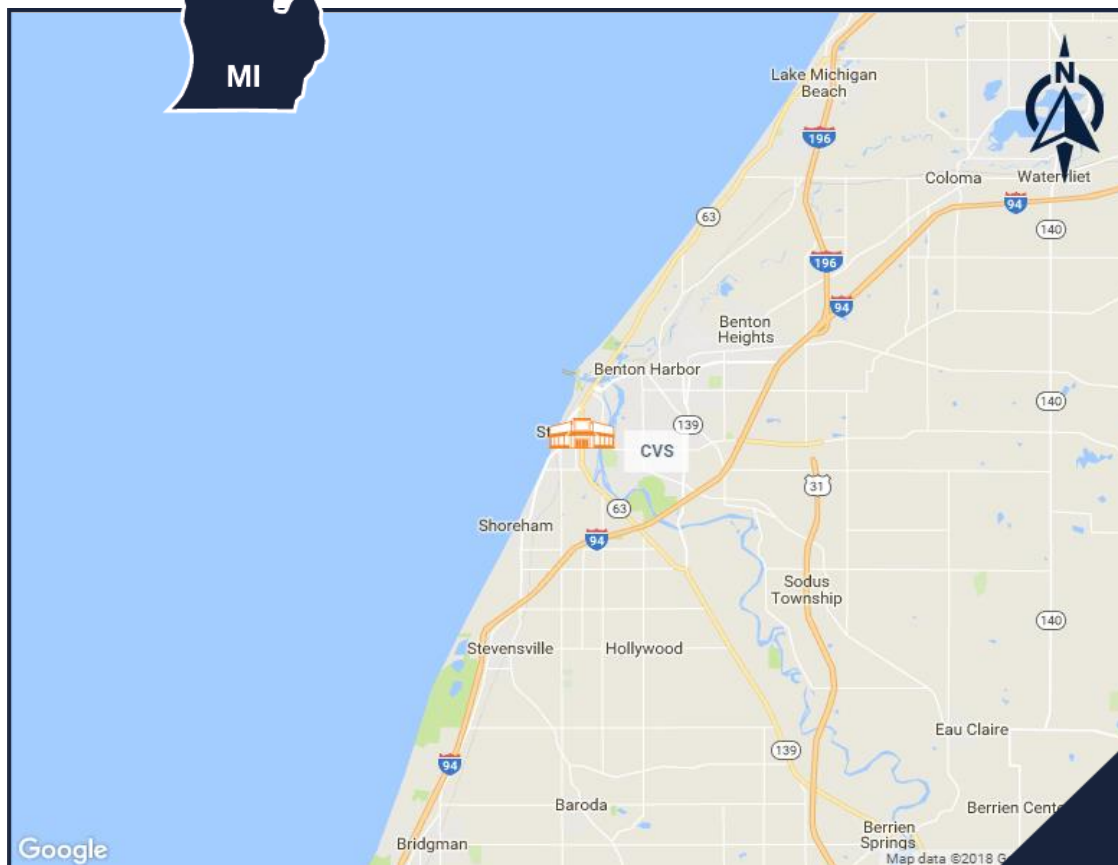 MI
Lake Michigan
Beach
N
196
Coloma
Watervliet
94
63
140
196
94
Benton
Heights
Benton Harbor
140
St
139
CVS
31
63
Shoreham
94
Sodus
Township
140
Stevensville
Hollywood
Eau Claire
139
94
Baroda
Berrien
Bridgman
Berrien
Springs
Google
Map data ©2018